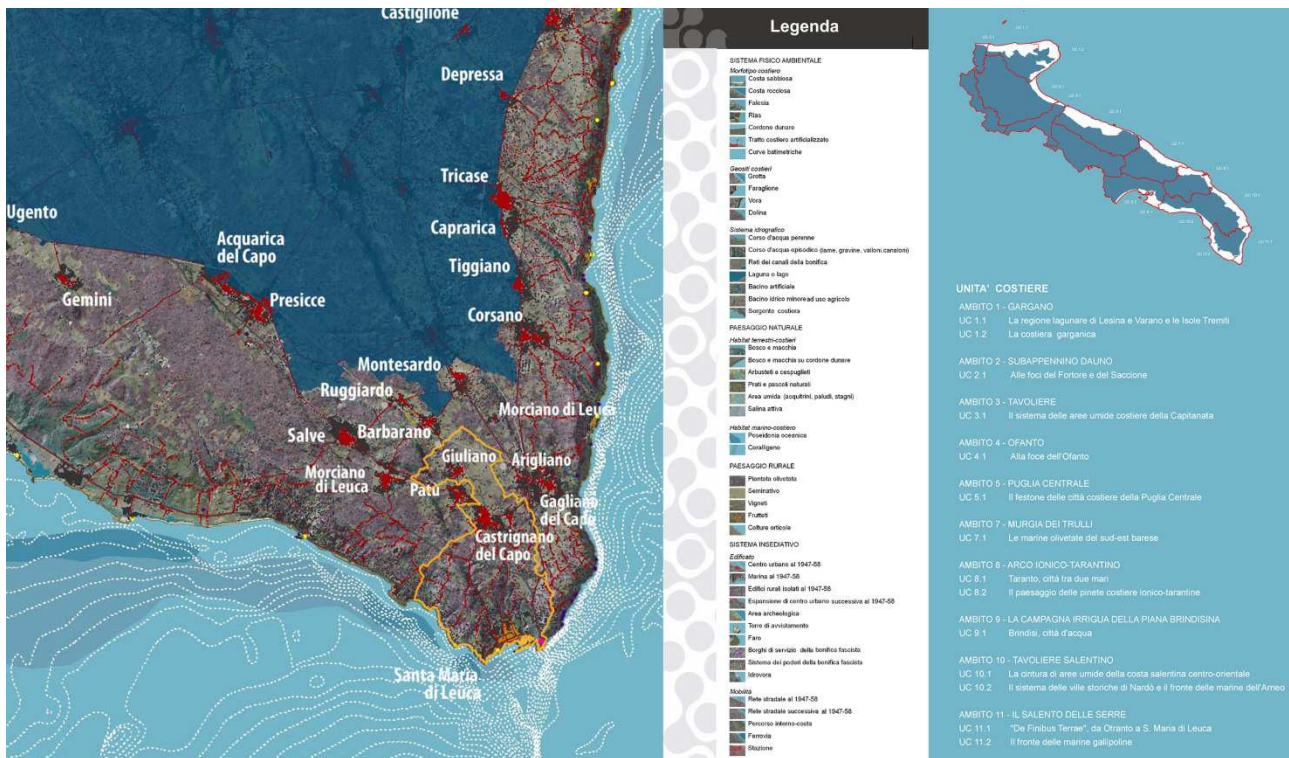 Castiglione
Depressa
Tricase
Caprarica
Ugento
Acquarica
del Capo
Tiggiano
Gemini
Presicce
Corsano
Montesardo
Ruggiardo
Morciano di Leuca
Salve
Barbarano
Giuliano
Arigliano
Morciano
di Leuca
Patù
Gagliano
del Capo
Castrignano
del Capo
Santa Maria
di Leuca
Legenda
SISTEMA FISICO AMBIENTALE
Morfotipo costiero
Costa sabbiosa
Costa rocciosa
Falesia
Rias
Cordone dunare
Tratto costiero artificializzato
Curve batimetriche
Geositi costieri
Grotta
Faraglione
Vora
Dolina
Sistema idrografico
Corso d'acqua perenne
Corso d'acqua episodico (lame, gravine, valloni,canaloni)
Reti dei canali della bonifica
Laguna o lago
Bacino artificiale
Bacino idrico minore ad uso agricolo
Sorgente costiera
PAESAGGIO NATURALE
Habitat terrestri-costieri
Bosco e macchia
Bosco e macchia su cordone dunare
Arbusteti e cespuglieti
Prati e pascoli naturali
Area umida (acquitrini, paludi, stagni)
Salina attiva
Habitat marino-costiero
Poseidonia oceanica
Coralligeno
PAESAGGIO RURALE
Piantata olivetata
Seminativo
Vigneti
Frutteti
Colture orticole
SISTEMA INSEDIATIVO
Edificato
Centro urbano al 1947-58
Marina al 1947-58
Edifici rurali isolati al 1947-58
Espansione di centro urbano successiva al 1947-58
Area archeologica
Torre di avvistamento
Faro
Borghi di servizio della bonifica fascista
Sistema dei poderi della bonifica fascista
Idrovora
Mobilità
Rete stradale al 1947-58
Rete stradale successiva al 1947-58
Percorso interno-costa
Ferrovia
Stazione
UNITA' COSTIERE
AMBITO 1 - GARGANO
UC 1.1 La regione lagunare di Lesina e Varano e le Isole Tremiti
UC 1.2 La costiera garganica
AMBITO 2 - SUBAPPENNINO DAUNO
UC 2.1 Alle foci del Fortore e del Saccione
AMBITO 3 - TAVOLIERE
UC 3.1 Il sistema delle aree umide costiere della Capitanata
AMBITO 4 - OFANTO
UC 4.1 Alla foce dell'Ofanto
AMBITO 5 - PUGLIA CENTRALE
UC 5.1 Il festone delle città costiere della Puglia Centrale
AMBITO 7 - MURGIA DEI TRULLI
UC 7.1 Le marine olivetate del sud-est barese
AMBITO 8 - ARCO IONICO-TARANTINO
UC 8.1 Taranto, città tra due mari
UC 8.2 Il paesaggio delle pinete costiere ionico-tarantine
AMBITO 9 - LA CAMPAGNA IRRIGUA DELLA PIANA BRINDISINA
UC 9.1 Brindisi, città d'acqua
AMBITO 10 - TAVOLIERE SALENTINO
UC 10.1 La cintura di aree umide della costa salentina centro-orientale
UC 10.2 Il sistema delle ville storiche di Nardò e il fronte delle marine dell'Arneo
AMBITO 11 - IL SALENTO DELLE SERRE
UC 11.1 "De Finibus Terrae", da Otranto a S. Maria di Leuca
UC 11.2 Il fronte delle marine gallipoline